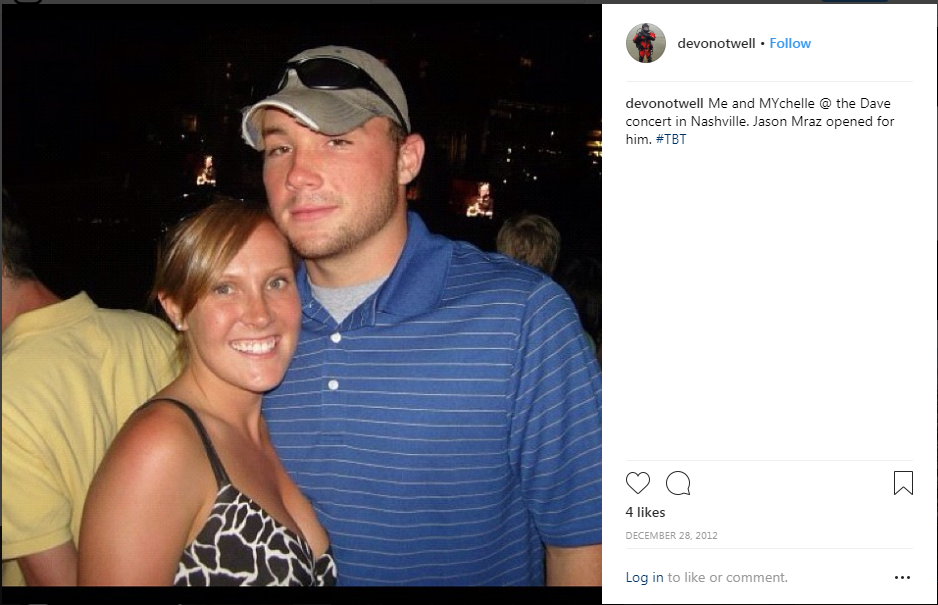 devonotwell • Follow
devonotwell Me and MYchelle @ the Dave
concert in Nashville. Jason Mraz opened for
him. #TBT
4 likes
DECEMBER 28, 2012
Log in to like or comment.